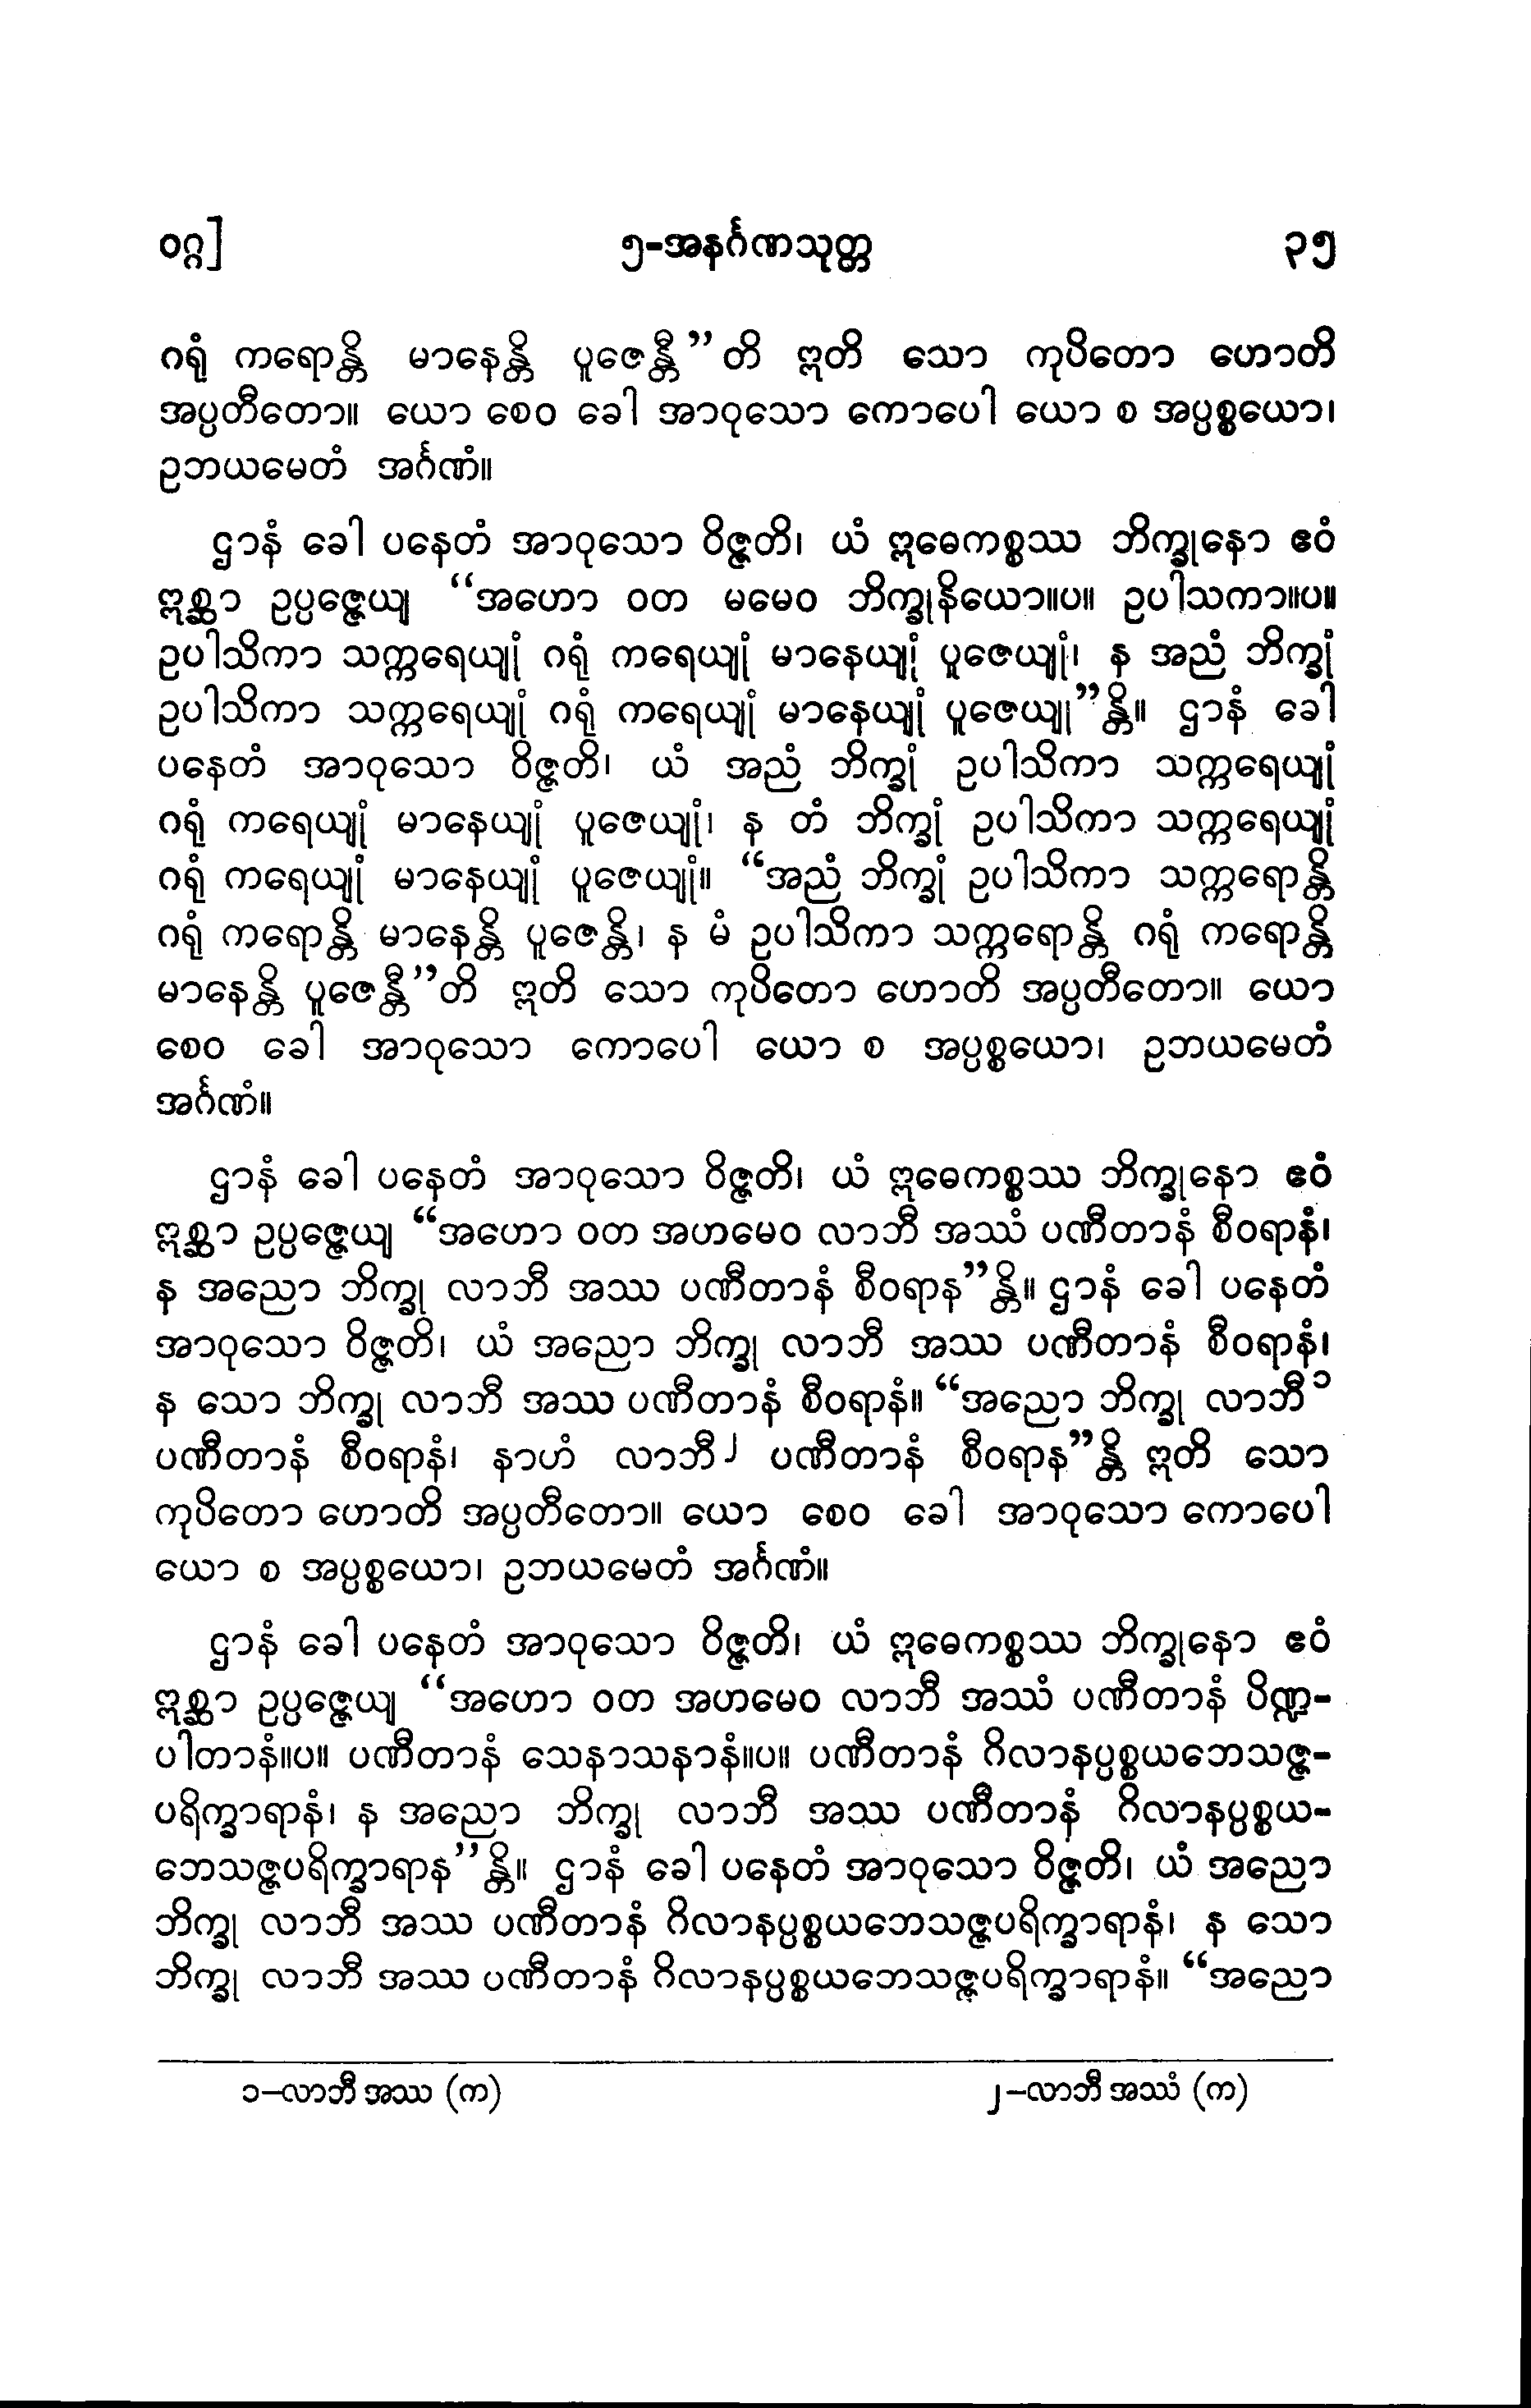 ဝဂ္ဂ]
၅-အနင်္ဂဏသုတ္တ
၃၅
ဂရုံ ကရောန္တိ မာနေန္တိ ပူဇေန္တီ”တိ ဣတိ သော ကုပိတော ဟောတိ
အပ္ပတီတော။ ယော စေဝ ခေါ အာဝုသော ကောပေါ ယော စ အပ္ပစ္စယော၊
ဥဘယမေတံ အင်္ဂဏံ။
ဌာနံ ခေါ ပနေတံ အာဝုသော ဝိဇ္ဇတိ၊ ယံ ဣဓေကစ္စဿ ဘိက္ခုနော ဧဝံ
ဣစ္ဆာ ဥပ္ပဇ္ဇေယျ “အဟော ဝတ မမေဝ ဘိက္ခုနိယော။ပ။ ဥပါသကာ။ပ။
ဥပါသိကာ သက္ကရေယျုံ ဂရုံ ကရေယျုံ မာနေယျုံ ပူဇေယျုံ၊ န အညံ ဘိက္ခုံ
ဥပါသိကာ သက္ကရေယျုံ ဂရုံ ကရေယျုံ မာနေယျုံ ပူဇေယျု”န္တိ။ ဌာနံ ခေါ
ပနေတံ အာဝုသော ဝိဇ္ဇတိ၊ ယံ အညံ ဘိက္ခုံ ဥပါသိကာ သက္ကရေယျုံ
ဂရုံ ကရေယျုံ မာနေယျုံ ပူဇေယျုံ၊ န တံ ဘိက္ခုံ ဥပါသိကာ သက္ကရေယျုံ
ဂရုံ ကရေယျုံ မာနေယျုံ ပူဇေယျုံ။ “အညံ ဘိက္ခုံ ဥပါသိကာ သက္ကရောန္တိ
ဂရုံ ကရောန္တိ မာနေန္တိ ပူဇေန္တိ၊ န မံ ဥပါသိကာ သက္ကရောန္တိ ဂရုံ ကရောန္တိ
မာနေန္တိ ပူဇေန္တီ”တိ ဣတိ သော ကုပိတော ဟောတိ အပ္ပတီတော။ ယော
စေဝ ခေါ အာဝုသော ကောပေါ ယော စ အပ္ပစ္စယော၊ ဥဘယမေတံ
အင်္ဂဏံ။
ဌာနံ ခေါ ပနေတံ အာဝုသော ဝိဇ္ဇတိ၊ ယံ ဣဓေကစ္စဿ ဘိက္ခုနော ဧဝံ
ဣစ္ဆာ ဥပ္ပဇ္ဇေယျ “အဟော ဝတ အဟမေဝ လာဘီ အဿံ ပဏီတာနံ စီဝရာနံ၊
န အညော ဘိက္ခု လာဘီ အဿ ပဏီတာနံ စီဝရာန”န္တိ။ ဌာနံ ခေါ ပနေတံ
အာဝုသော ဝိဇ္ဇတိ၊ ယံ အညော ဘိက္ခု လာဘီ အဿ ပဏီတာနံ စီဝရာနံ၊
န သော ဘိက္ခု လာဘီ အဿ ပဏီတာနံ စီဝရာနံ။ “အညော ဘိက္ခု လာဘီ၁
ပဏီတာနံ စီဝရာနံ၊ နာဟံ လာဘီ၂ ပဏီတာနံ စီဝရာန”န္တိ ဣတိ သော
ကုပိတော ဟောတိ အပ္ပတီတော။ ယော စေဝ ခေါ အာဝုသော ကောပေါ
ယော စ အပ္ပစ္စယော၊ ဥဘယမေတံ အင်္ဂဏံ။
ဌာနံ ခေါ ပနေတံ အာဝုသော ဝိဇ္ဇတိ၊ ယံ ဣဓေကစ္စဿ ဘိက္ခုနော ဧဝံ
ဣစ္ဆာ ဥပ္ပဇ္ဇေယျ “အဟော ဝတ အဟမေဝ လာဘီ အဿံ ပဏီတာနံ ပိဏ္ဍ-
ပါတာနံ။ပ။ ပဏီတာနံ သေနာသနာနံ။ပ။ ပဏီတာနံ ဂိလာနပ္ပစ္စယဘေသဇ္ဇ-
ပရိက္ခာရာနံ၊ န အညော ဘိက္ခု လာဘီ အဿ ပဏီတာနံ ဂိလာနပ္ပစ္စယ-
ဘေသဇ္ဇပရိက္ခာရာန”န္တိ။ ဌာနံ ခေါ ပနေတံ အာဝုသော ဝိဇ္ဇတိ၊ ယံ အညော
ဘိက္ခု လာဘီ အဿ ပဏီတာနံ ဂိလာနပ္ပစ္စယဘေသဇ္ဇပရိက္ခာရာနံ၊ န သော
ဘိက္ခု လာဘီ အဿ ပဏီတာနံ ဂိလာနပ္ပစ္စယဘေသဇ္ဇပရိက္ခာရာနံ။ “အညော
၁-လာဘီ အဿ (က)
၂-လာဘီ အဿံ (က)